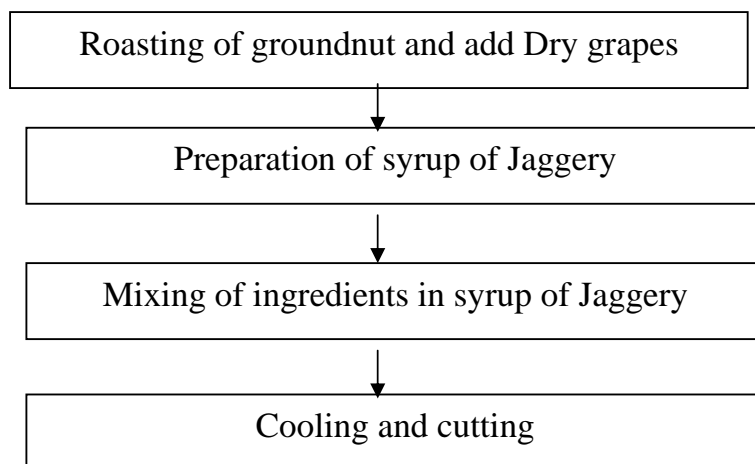 Roasting of groundnut and add Dry grapes
Preparation of syrup of Jaggery
Mixing of ingredients in syrup of Jaggery
Cooling and cutting